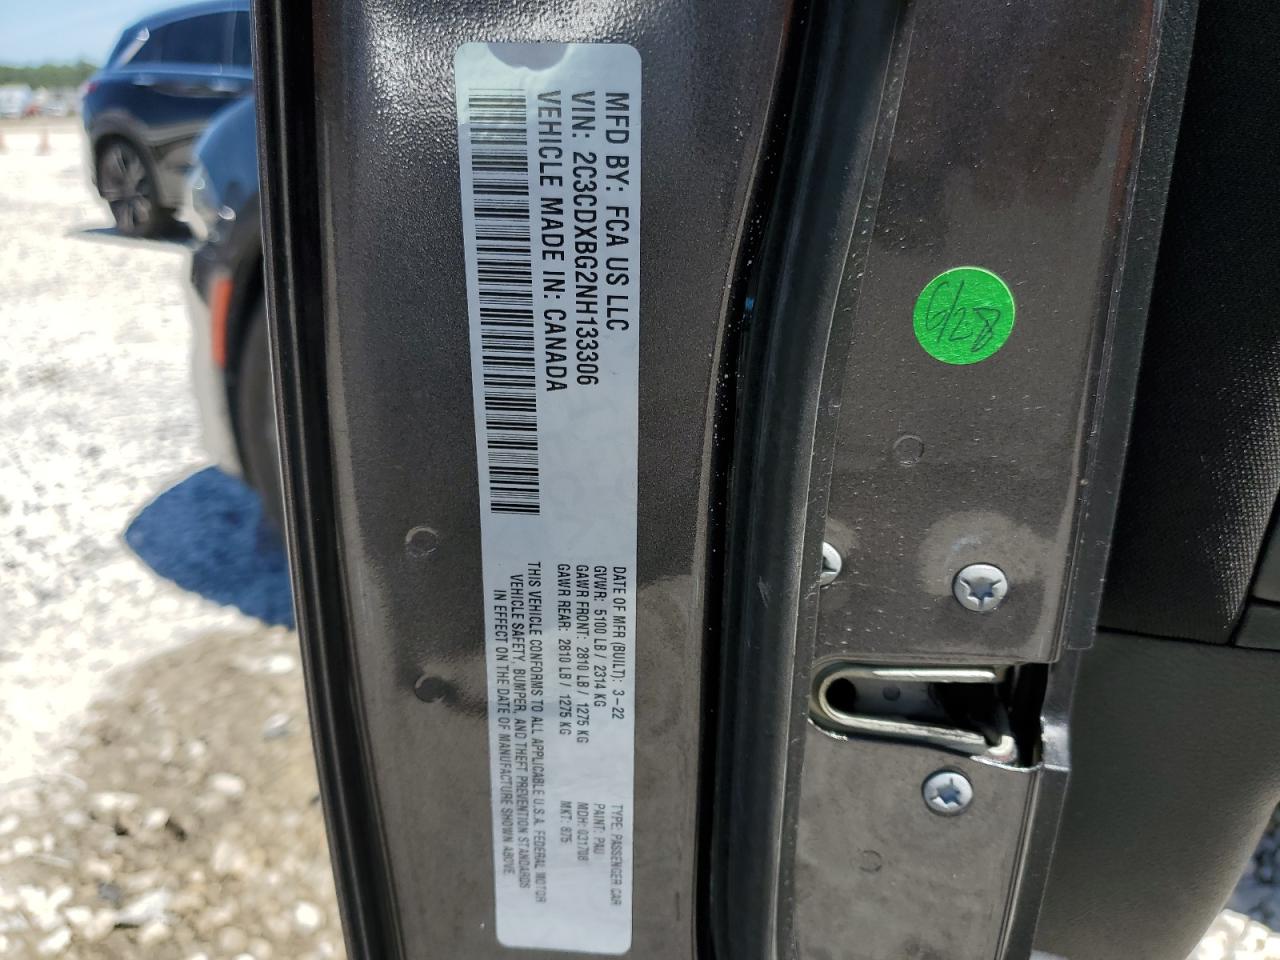 MFD BY: FCA US LLC
VIN: 2C3CDXBG2NH133306
VEHICLE MADE IN: CANADA
DATE OF MFR (BUILT): 3-22
GVWR: 5100 LB / 2314 KG
GAWR FRONT: 2810 LB / 1275 KG
GAWR REAR: 2810 LB / 1275 KG
TYPE: PASSENGER CAR
PAINT: PAU
MDH: 031708
MKT: 875
THIS VEHICLE CONFORMS TO ALL APPLICABLE U.S.A. FEDERAL MOTOR
VEHICLE SAFETY, BUMPER, AND THEFT PREVENTION STANDARDS
IN EFFECT ON THE DATE OF MANUFACTURE SHOWN ABOVE.
6/28